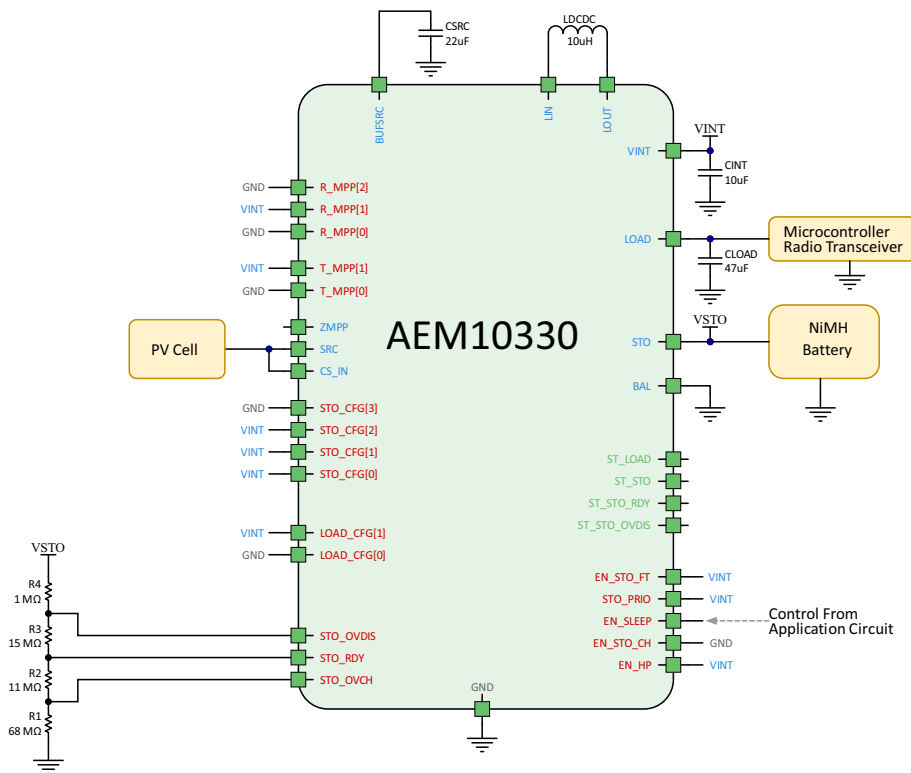 CSRC
22uF
LDCDC
10uH
BUFSRC
LIN
LOUT
VINT
VINT
CINT
10uF
GND R_MPP[2]
VINT R_MPP[1]
GND R_MPP[0]
VINT T_MPP[1]
GND T_MPP[0]
LOAD
CLOAD
47uF
Microcontroller
Radio Transceiver
ZMPP
PV Cell
SRC
CS_IN
AEM10330
VSTO
STO
NiMH
Battery
BAL
GND STO_CFG[3]
VINT STO_CFG[2]
VINT STO_CFG[1]
VINT STO_CFG[0]
ST_LOAD
ST_STO
ST_STO_RDY
ST_STO_OVDIS
VINT LOAD_CFG[1]
GND LOAD_CFG[0]
VSTO
R4
1 MΩ
R3
15 MΩ
R2
11 MΩ
R1
68 MΩ
STO_OVDIS
STO_RDY
STO_OVCH
EN_STO_FT VINT
STO_PRIO VINT
EN_SLEEP
Control From
Application Circuit
EN_STO_CH GND
EN_HP VINT
GND